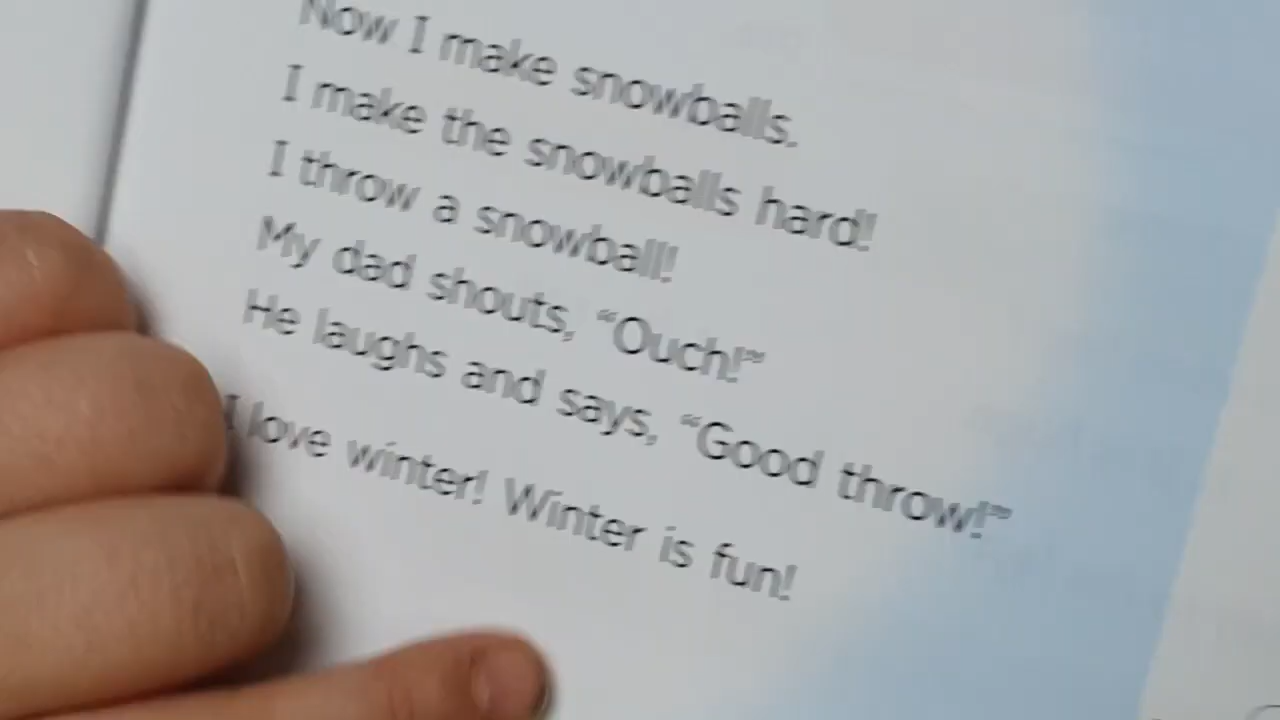 Now I make snowballs.
I make the snowballs hard!
I throw a snowball!
My dad shouts, “Ouch!”
He laughs and says, “Good throw!”
I love winter! Winter is fun!